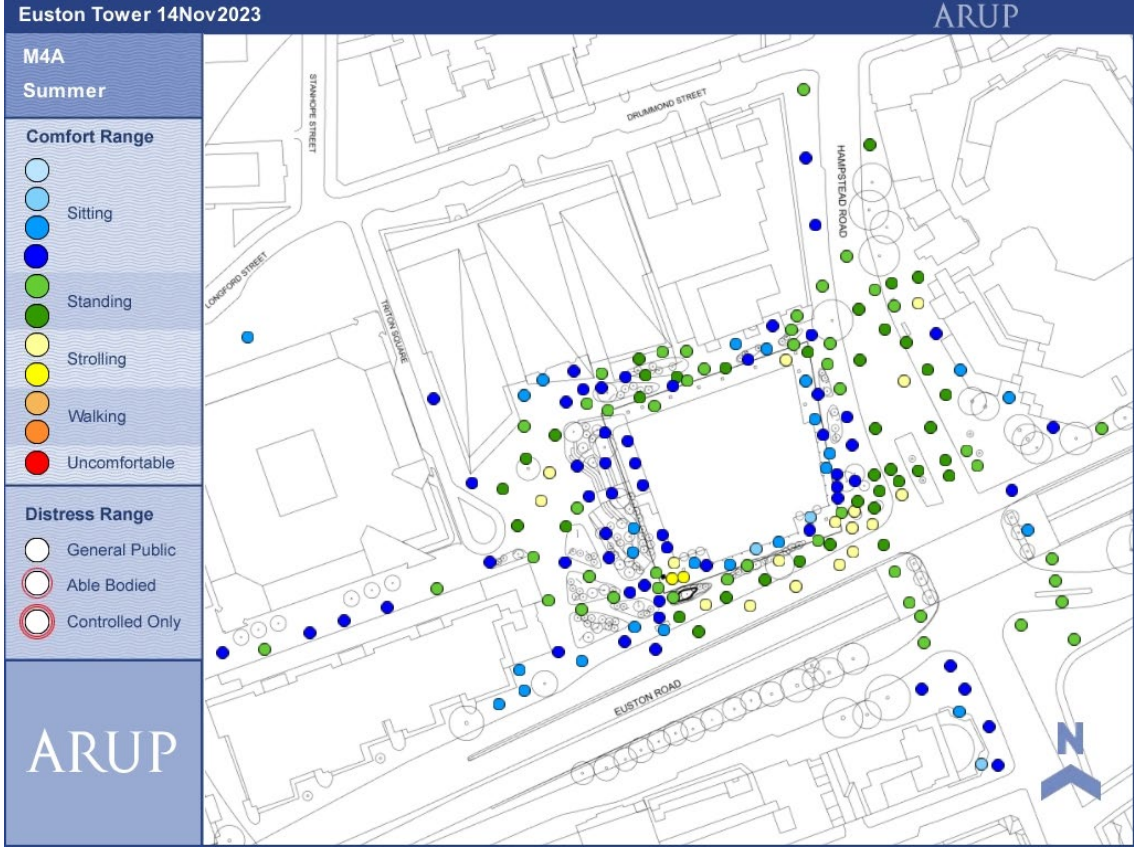 Euston Tower 14Nov2023
ARUP
M4A
Summer
Comfort Range
Sitting
Standing
Strolling
Walking
Uncomfortable
Distress Range
General Public
Able Bodied
Controlled Only
ARUP
STANHOPE STREET
DRUMMOND STREET
HAMPSTEAD ROAD
LONGFORD STREET
TRITON SQUARE
EUSTON ROAD
N